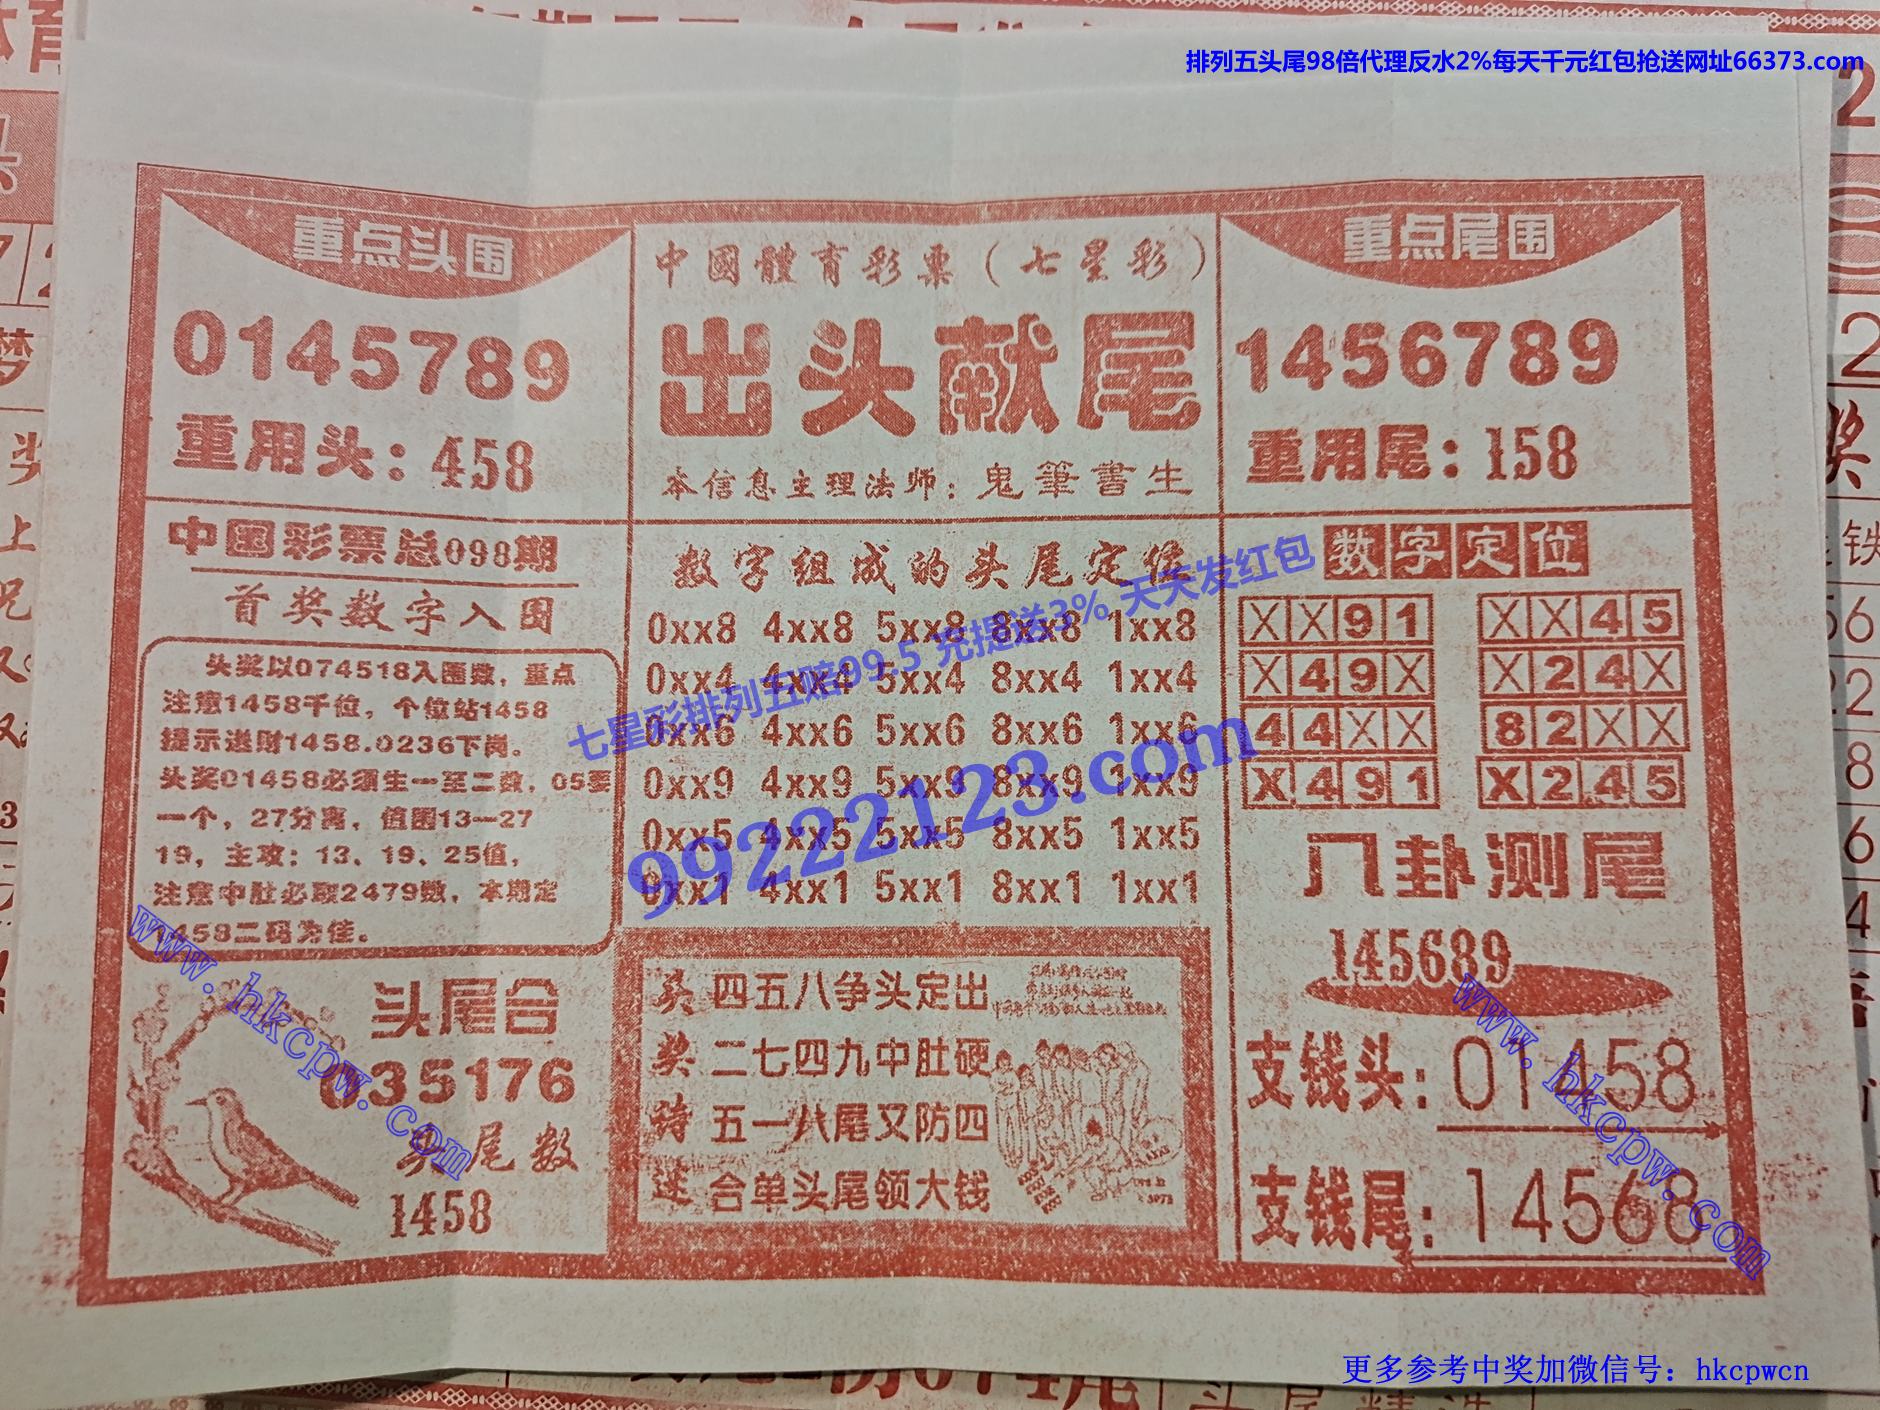 排列五头尾98倍代理反水2%每天千元红包抢送网址66373.com
重点头围
0145789
重用头：458
中國體育彩票（七星彩）
出头献尾
本信息主理法师：鬼筆書生
重点尾围
1456789
重用尾：158
中国彩票总098期
首奖数字入围
头奖以074518入圈数，重点
注意1458千位，个位站1458
提示送财1458.0236下岗。
头奖01458必须生一至二数，05要
一个，27分离，值围13—27
19，主攻：13、19、25值，
注意中肚必取2479数，本期定
1458二码为佳。
数字组成的头尾定位
0xx8 4xx8 5xx8 8xx8 1xx8
0xx4 4xx4 5xx4 8xx4 1xx4
0xx6 4xx6 5xx6 8xx6 1xx6
0xx9 4xx9 5xx9 8xx9 1xx9
0xx5 4xx5 5xx5 8xx5 1xx5
0xx1 4xx1 5xx1 8xx1 1xx1
数字定位
XX91 XX45
X49X X24X
44XX 82XX
X491 X245
八卦测尾
145689
支钱头：01458
支钱尾：14568
头尾合
035176
头尾数
1458
头奖诗迷
四五八争头定出
二七四九中肚硬
五一八尾又防四
合单头尾领大钱
七星彩排列五赔99.5 充提送3% 天天发红包
99222123.com
www.hkcpw.com
www.hkcpw.com
更多参考中奖加微信号：hkcpwcn